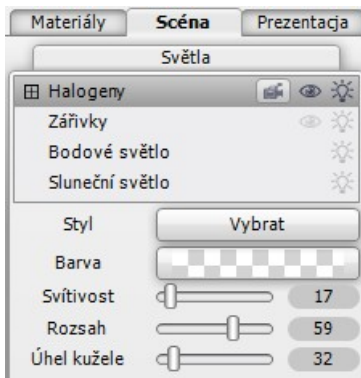 Materiály Scéna Prezentacja
Světla
Halogeny
Zářivky
Bodové světlo
Sluneční světlo
Styl Vybrat
Barva
Svítivost 17
Rozsah 59
Úhel kužele 32